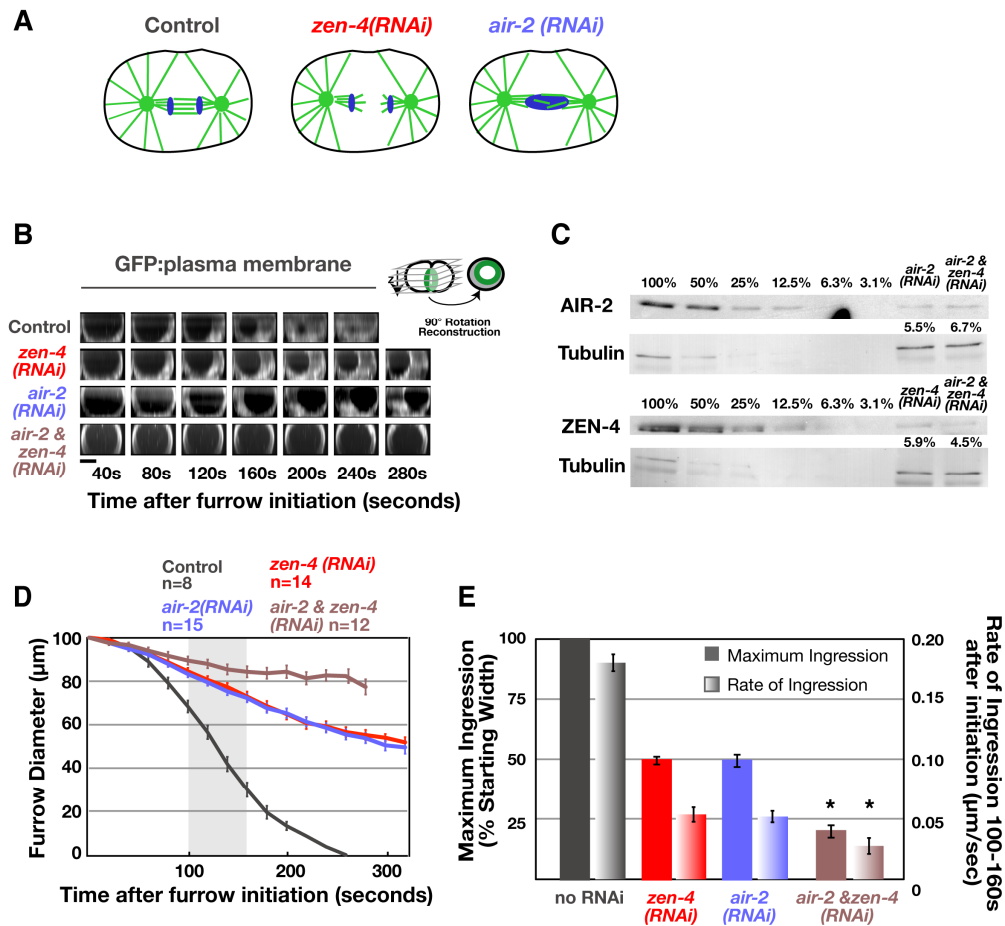 A
Control
zen-4(RNAi)
air-2 (RNAi)
B
GFP:plasma membrane
z
90° Rotation
Reconstruction
Control
zen-4
(RNAi)
air-2
(RNAi)
air-2 &
zen-4
(RNAi)
40s 80s 120s 160s 200s 240s 280s
Time after furrow initiation (seconds)
C
100% 50% 25% 12.5% 6.3% 3.1% air-2 (RNAi) air-2 & zen-4 (RNAi)
AIR-2
5.5% 6.7%
Tubulin
100% 50% 25% 12.5% 6.3% 3.1% zen-4 (RNAi) air-2 & zen-4 (RNAi)
ZEN-4
5.9% 4.5%
Tubulin
D
Control
n=8
zen-4 (RNAi)
n=14
air-2(RNAi)
n=15
air-2 & zen-4
(RNAi) n=12
Furrow Diameter (µm)
100
80
60
40
20
0
100 200 300
Time after furrow initiation (seconds)
E
Maximum Ingression
(% Starting Width)
100
75
50
25
Maximum Ingression
Rate of Ingression
* *
0.20
0.15
0.10
0.05
0
Rate of Ingression 100-160s
after initiation (µm/sec)
no RNAi
zen-4
(RNAi)
air-2
(RNAi)
air-2 &zen-4
(RNAi)